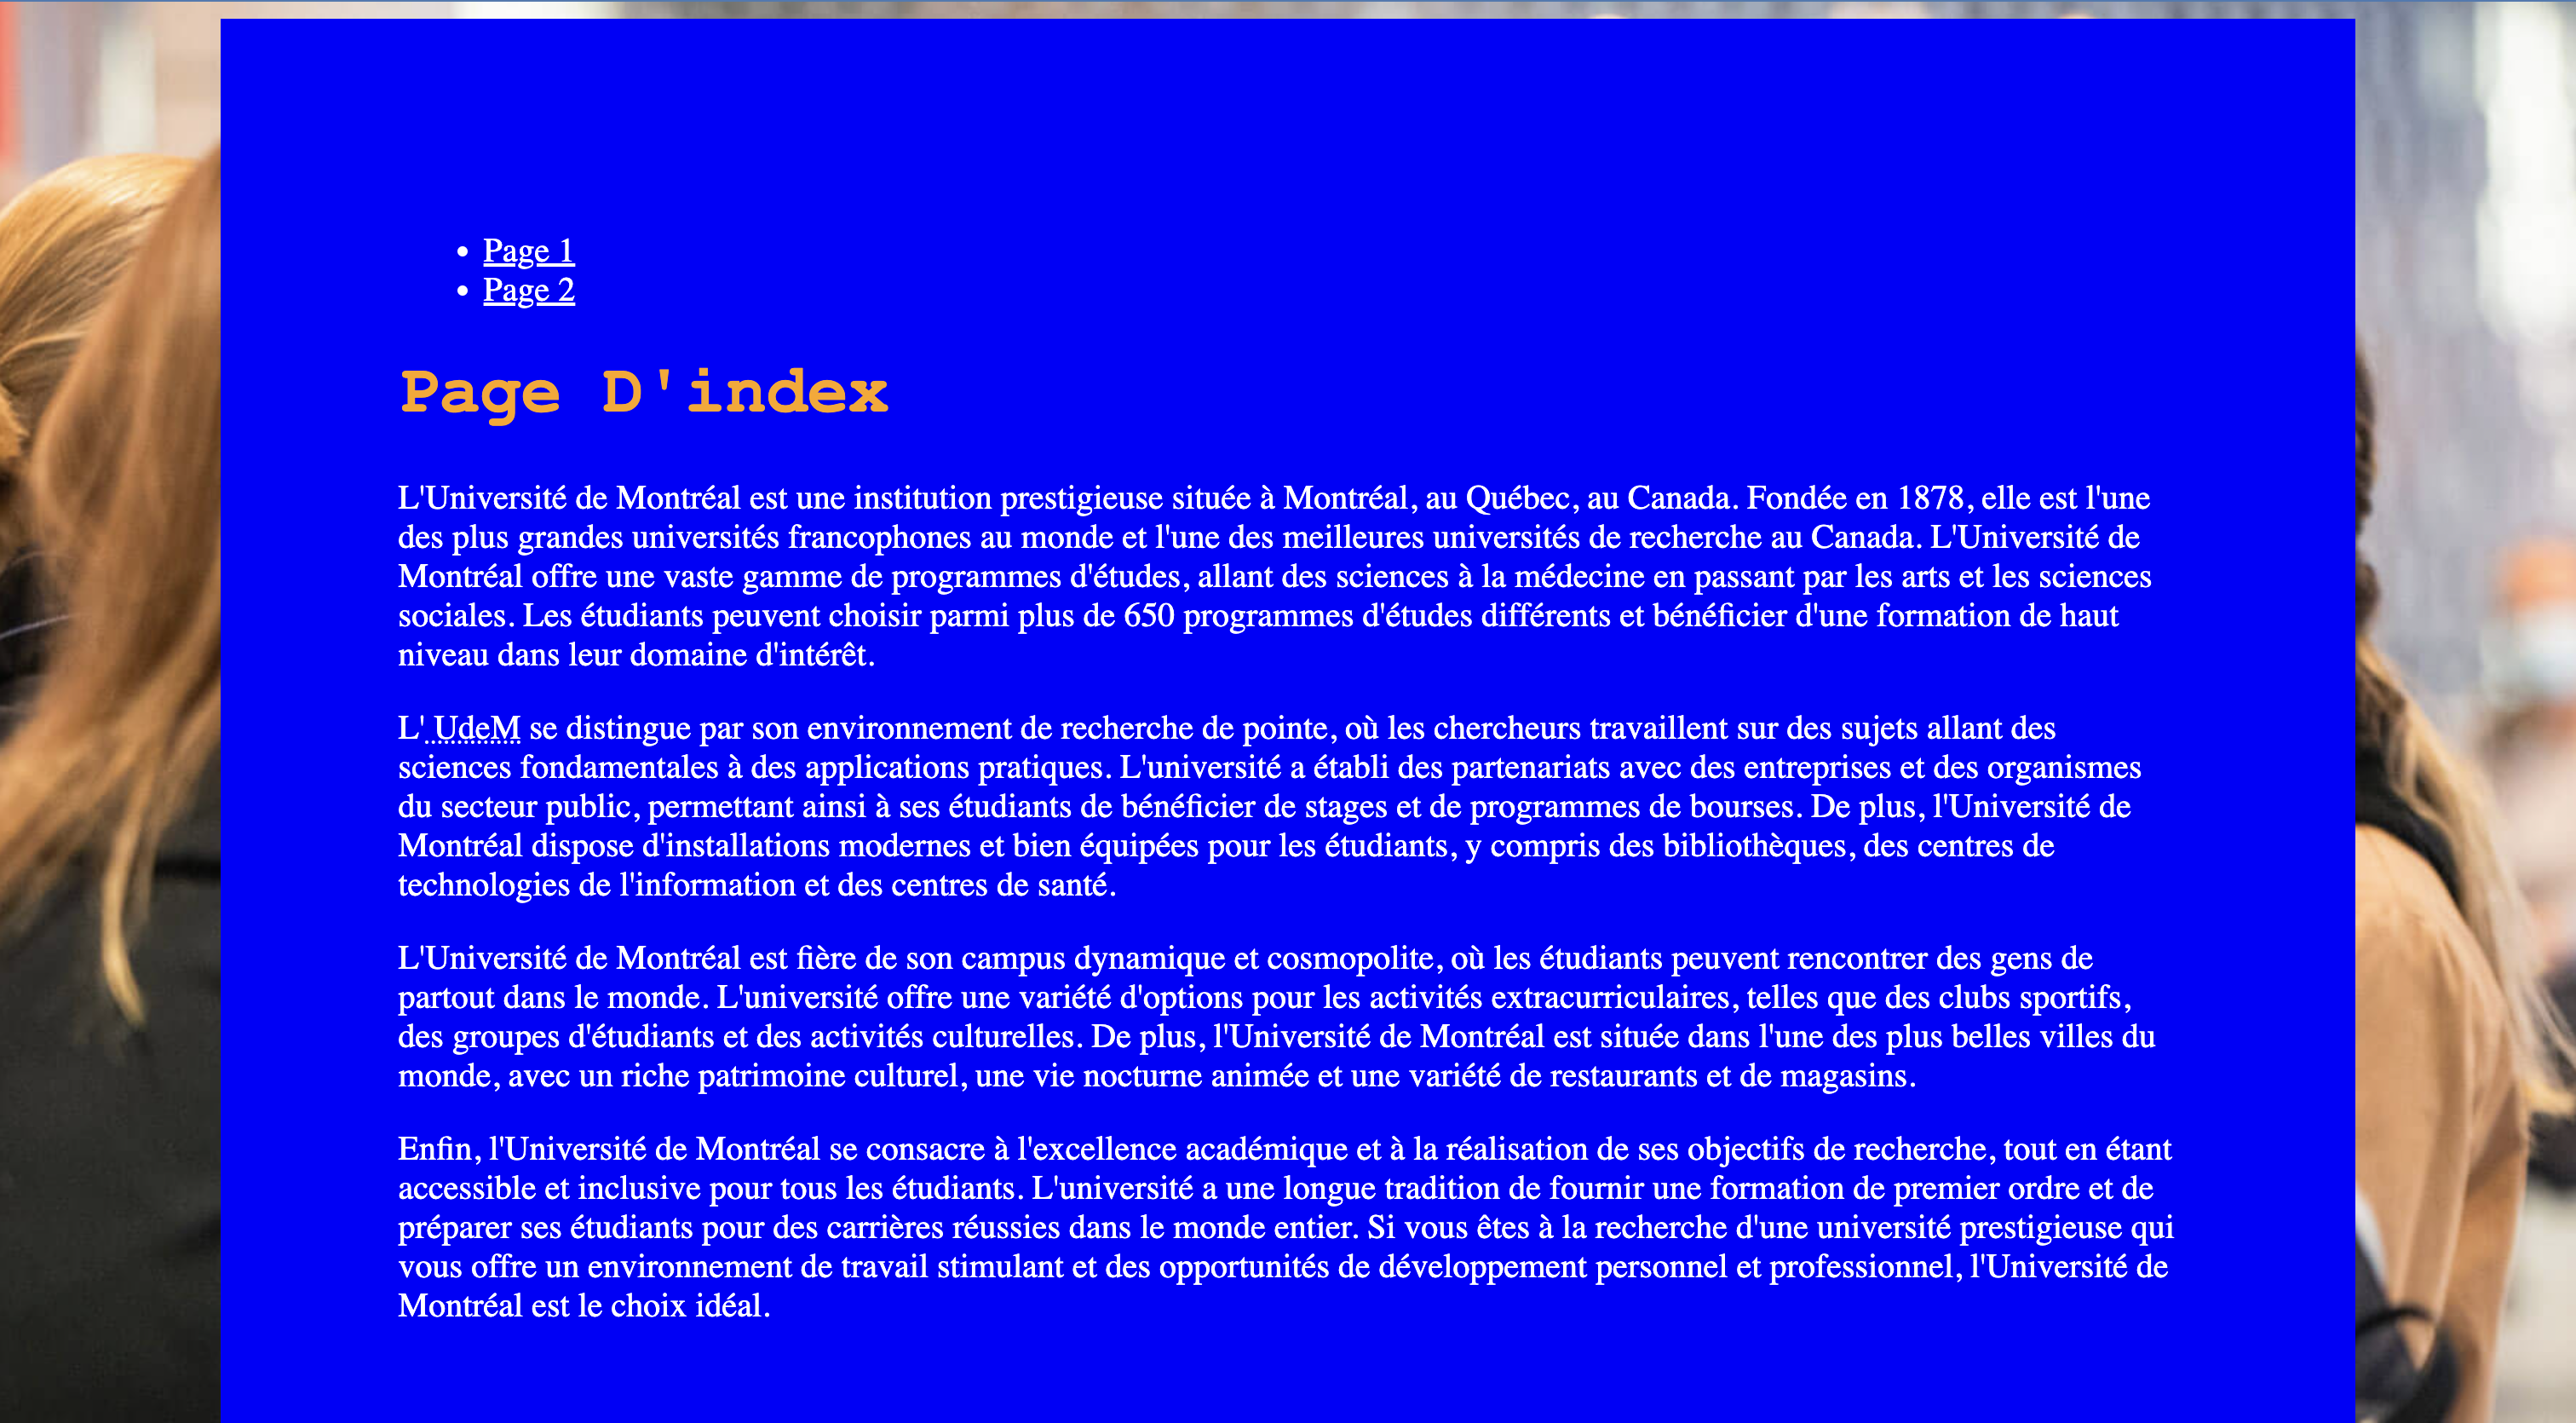 Page 1
Page 2
Page D'index
L'Université de Montréal est une institution prestigieuse située à Montréal, au Québec, au Canada. Fondée en 1878, elle est l'une
des plus grandes universités francophones au monde et l'une des meilleures universités de recherche au Canada. L'Université de
Montréal offre une vaste gamme de programmes d'études, allant des sciences à la médecine en passant par les arts et les sciences
sociales. Les étudiants peuvent choisir parmi plus de 650 programmes d'études différents et bénéficier d'une formation de haut
niveau dans leur domaine d'intérêt.
L' UdeM se distingue par son environnement de recherche de pointe, où les chercheurs travaillent sur des sujets allant des
sciences fondamentales à des applications pratiques. L'université a établi des partenariats avec des entreprises et des organismes
du secteur public, permettant ainsi à ses étudiants de bénéficier de stages et de programmes de bourses. De plus, l'Université de
Montréal dispose d'installations modernes et bien équipées pour les étudiants, y compris des bibliothèques, des centres de
technologies de l'information et des centres de santé.
L'Université de Montréal est fière de son campus dynamique et cosmopolite, où les étudiants peuvent rencontrer des gens de
partout dans le monde. L'université offre une variété d'options pour les activités extracurriculaires, telles que des clubs sportifs,
des groupes d'étudiants et des activités culturelles. De plus, l'Université de Montréal est située dans l'une des plus belles villes du
monde, avec un riche patrimoine culturel, une vie nocturne animée et une variété de restaurants et de magasins.
Enfin, l'Université de Montréal se consacre à l'excellence académique et à la réalisation de ses objectifs de recherche, tout en étant
accessible et inclusive pour tous les étudiants. L'université a une longue tradition de fournir une formation de premier ordre et de
préparer ses étudiants pour des carrières réussies dans le monde entier. Si vous êtes à la recherche d'une université prestigieuse qui
vous offre un environnement de travail stimulant et des opportunités de développement personnel et professionnel, l'Université de
Montréal est le choix idéal.